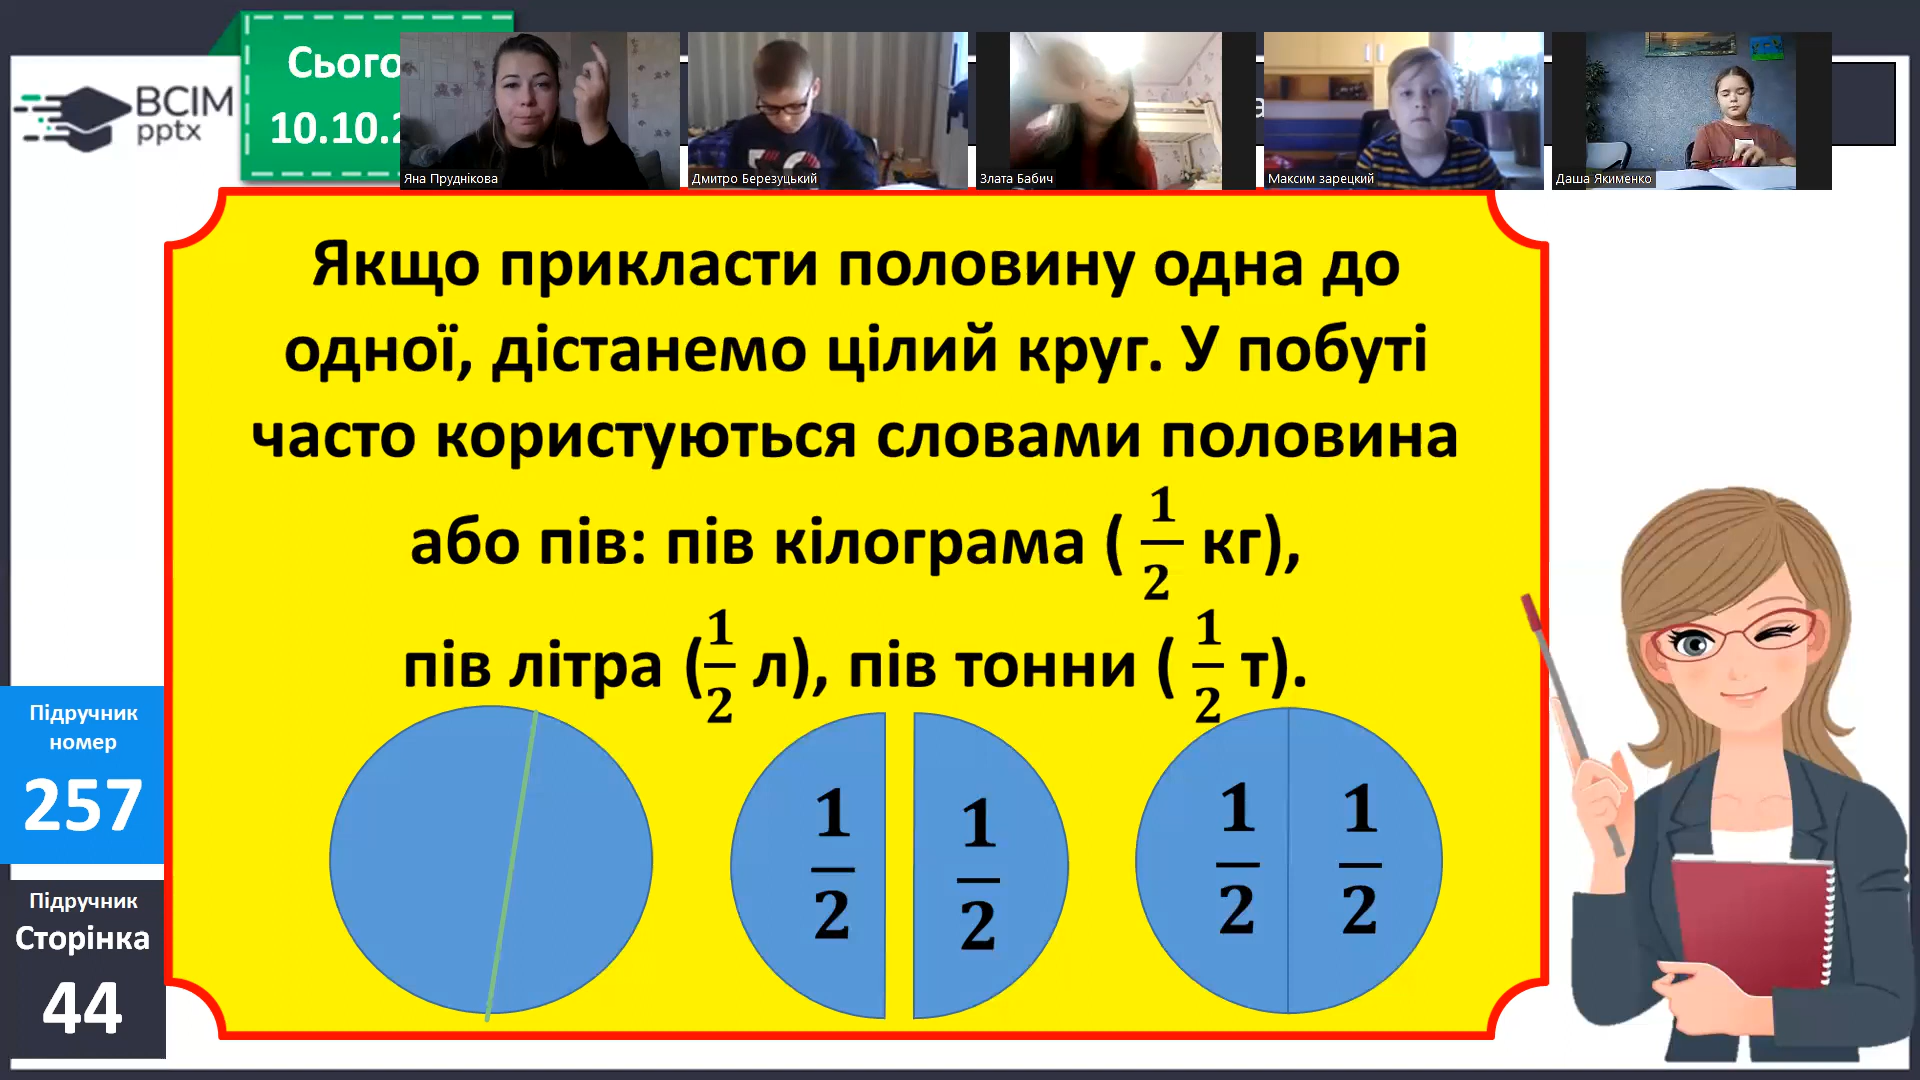 ВСІМ
pptx
Сього
10.10.2
Яна Пруднікова
Дмитро Березуцький
Злата Бабич
Максим зарецкий
Даша Якименко
Якщо прикласти половину одна до
одної, дістанемо цілий круг. У побуті
часто користуються словами половина
або пів: пів кілограма ( 1/2 кг),
пів літра (1/2 л), пів тонни ( 1/2 т).
1/2 1/2 1/2 1/2
Підручник
номер
257
Підручник
Сторінка
44